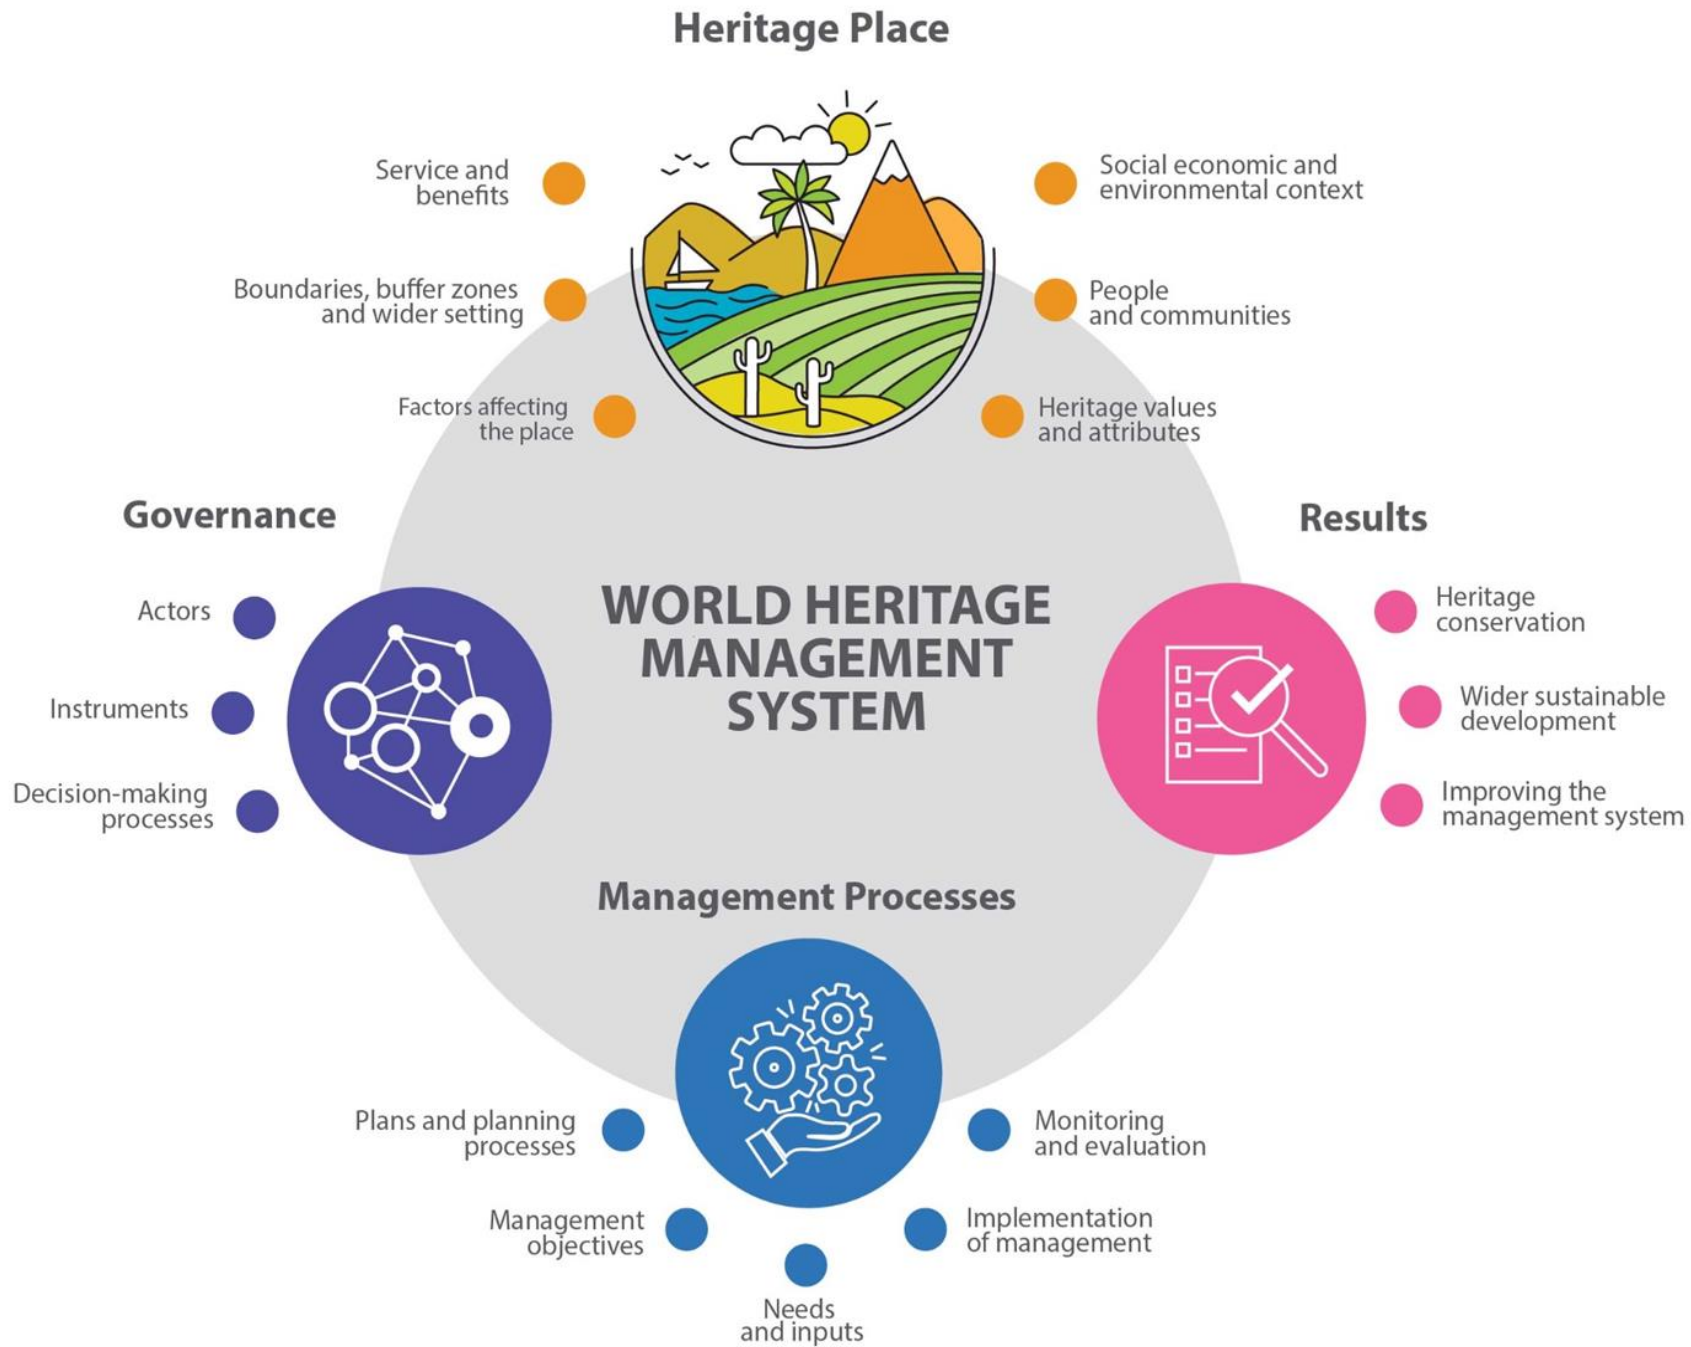 Heritage Place
Service and
benefits
Social economic and
environmental context
Boundaries, buffer zones
and wider setting
People
and communities
Factors affecting
the place
Heritage values
and attributes
Governance
Results
WORLD HERITAGE
MANAGEMENT
SYSTEM
Actors
Instruments
Decision-making
processes
Heritage
conservation
Wider sustainable
development
Improving the
management system
Management Processes
Plans and planning
processes
Management
objectives
Needs
and inputs
Implementation
of management
Monitoring
and evaluation